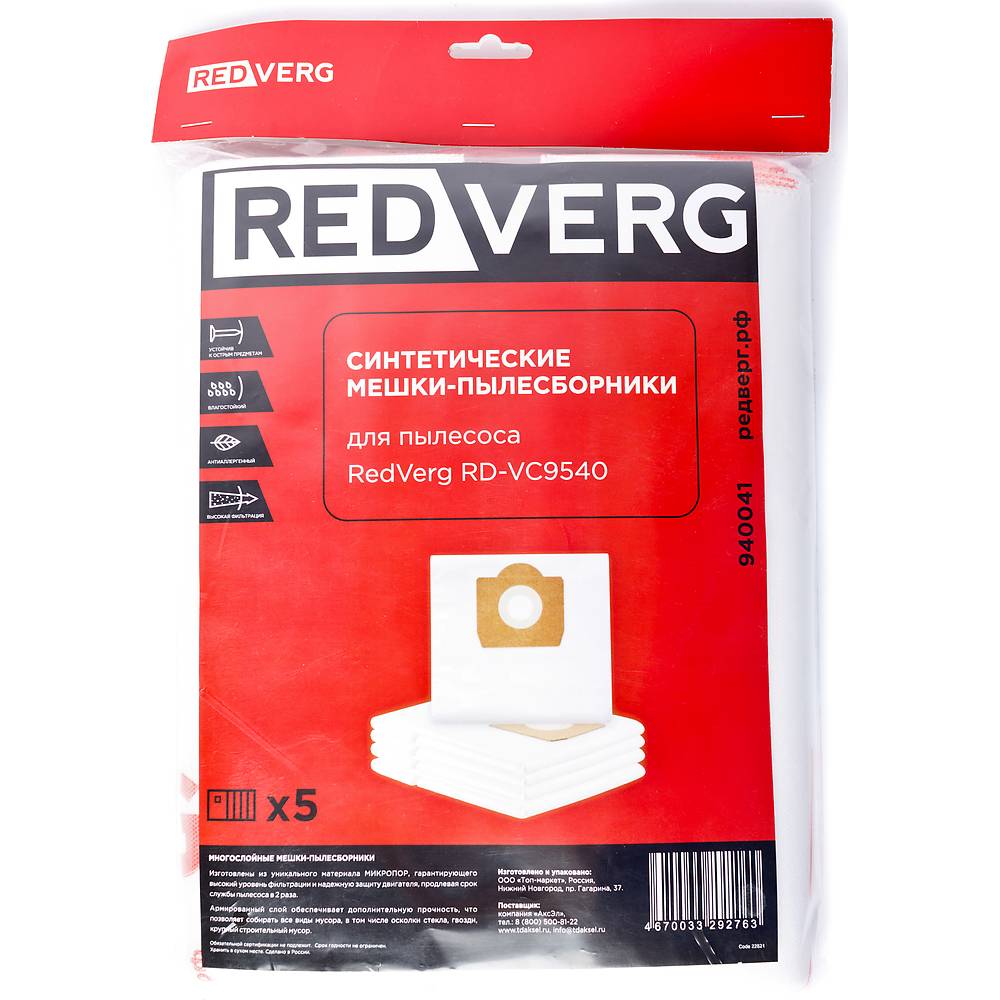 REDVERG
REDVERG
УСТОЙЧИВ
К ОСТРЫМ ПРЕДМЕТАМ
ВЛАГОСТОЙКИЙ
АНТИАЛЛЕРГЕННЫЙ
ВЫСОКАЯ ФИЛЬТРАЦИЯ
СИНТЕТИЧЕСКИЕ
МЕШКИ-ПЫЛЕСБОРНИКИ
для пылесоса
RedVerg RD-VC9540
940041 редверг.рф
x5
МНОГОСЛОЙНЫЕ МЕШКИ-ПЫЛЕСБОРНИКИ
Изготовлены из уникального материала МИКРОПОР, гарантирующего
высокий уровень фильтрации и надежную защиту двигателя, продлевая срок
службы пылесоса в 2 раза.
Армированный слой обеспечивает дополнительную прочность, что
позволяет собирать все виды мусора, в том числе осколки стекла, гвозди,
крупный строительный мусор.
Обязательной сертификации не подлежит. Срок годности не ограничен.
Хранить в сухом месте. Сделано в России.
Изготовлено и упаковано:
ООО «Топ-маркет», Россия,
Нижний Новгород, пр. Гагарина, 37.
Поставщик:
компания «АксЭл»,
тел.: 8 (800) 500-81-22
www.tdaksel.ru, info@tdaksel.ru
4 670033 292763
Code 22821